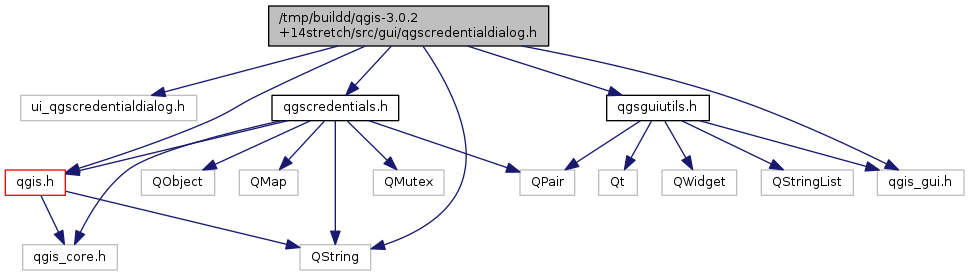 /tmp/buildd/qgis-3.0.2
+14stretch/src/gui/qgscredentialdialog.h
ui_qgscredentialdialog.h
qgscredentials.h
qgsguiutils.h
qgis.h
QObject
QMap
QMutex
QPair
Qt
QWidget
QStringList
qgis_gui.h
qgis_core.h
QString